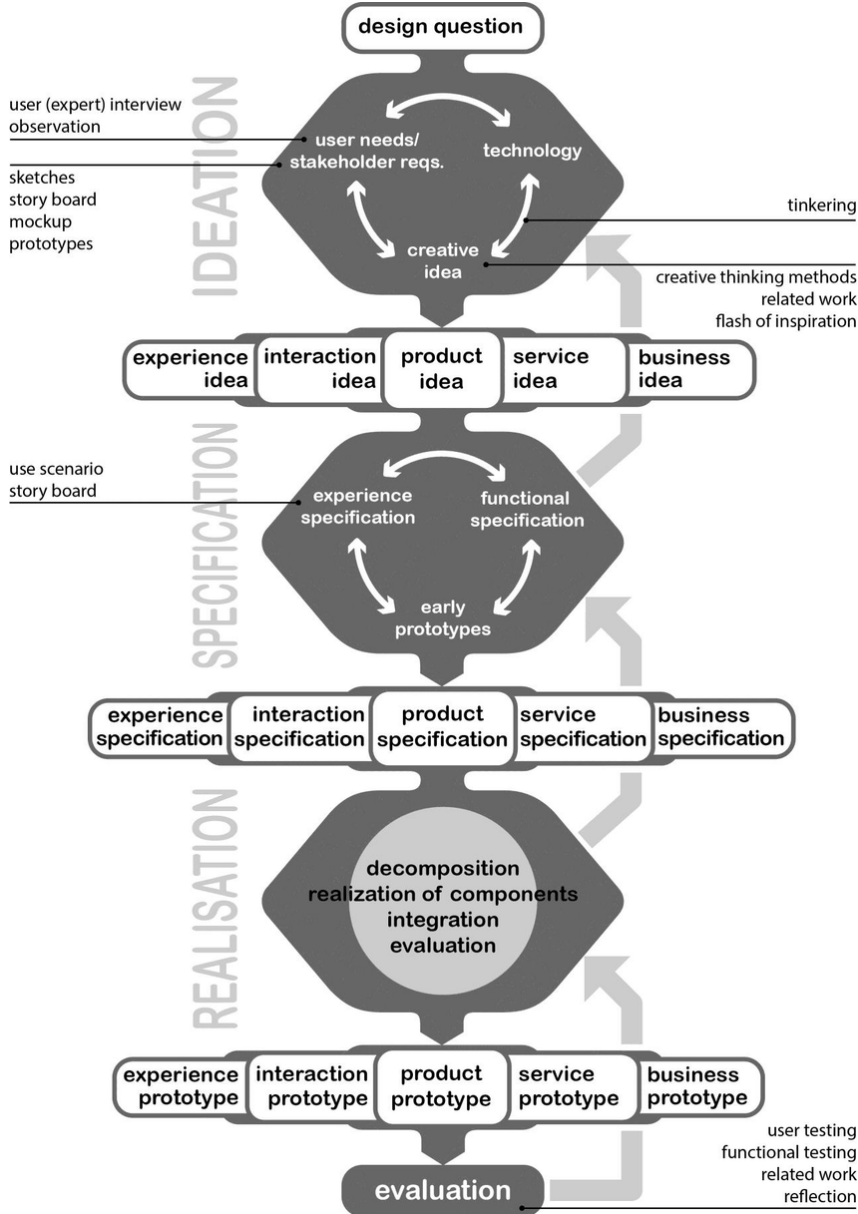 design question
IDEATION
user (expert) interview
observation
user needs/
stakeholder reqs.
technology
sketches
story board
mockup
prototypes
tinkering
creative
idea
creative thinking methods
related work
flash of inspiration
experience
idea
interaction
idea
product
idea
service
idea
business
idea
SPECIFICATION
use scenario
story board
experience
specification
functional
specification
early
prototypes
experience
specification
interaction
specification
product
specification
service
specification
business
specification
REALISATION
decomposition
realization of components
integration
evaluation
experience
prototype
interaction
prototype
product
prototype
service
prototype
business
prototype
evaluation
user testing
functional testing
related work
reflection